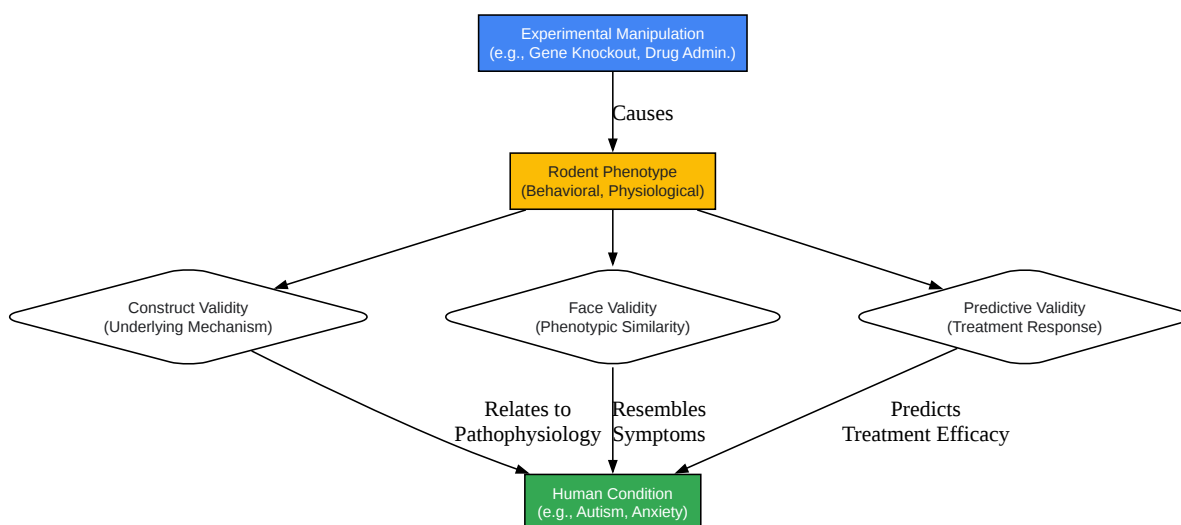 Experimental Manipulation
(e.g., Gene Knockout, Drug Admin.)
Causes
Rodent Phenotype
(Behavioral, Physiological)
Construct Validity
(Underlying Mechanism)
Face Validity
(Phenotypic Similarity)
Predictive Validity
(Treatment Response)
Relates to
Pathophysiology
Resembles
Symptoms
Predicts
Treatment Efficacy
Human Condition
(e.g., Autism, Anxiety)